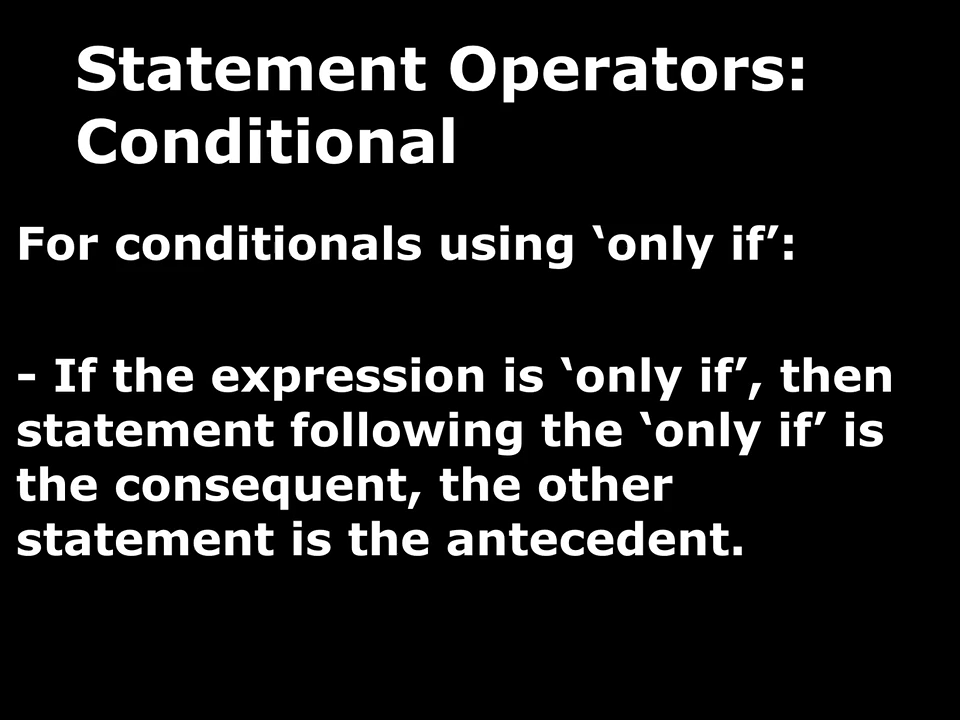 Statement Operators:
Conditional
For conditionals using ‘only if’:
- If the expression is ‘only if’, then
statement following the ‘only if’ is
the consequent, the other
statement is the antecedent.